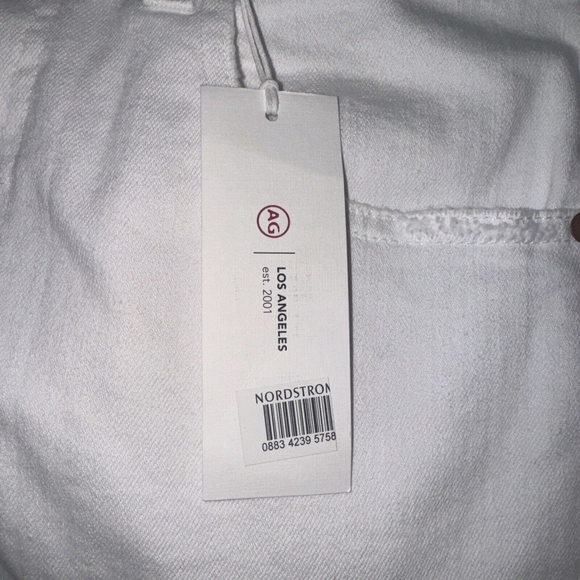 AG
LOS ANGELES
est. 2001
NORDSTROM
0883 4239 5758